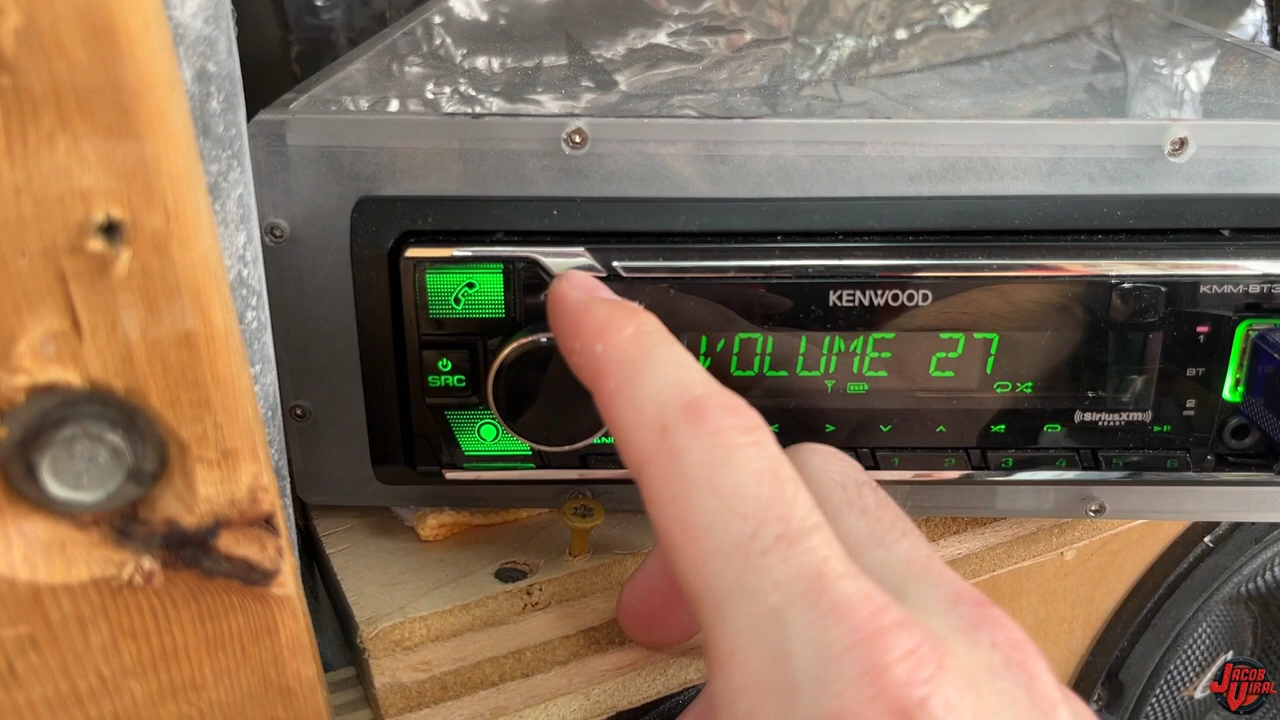 KENWOOD
KMM-BT3
VOLUME 27
SRC
1
BT
2
((SiriusXM))
READY
1 2 3 4 5 6
JACOB
VIRAL